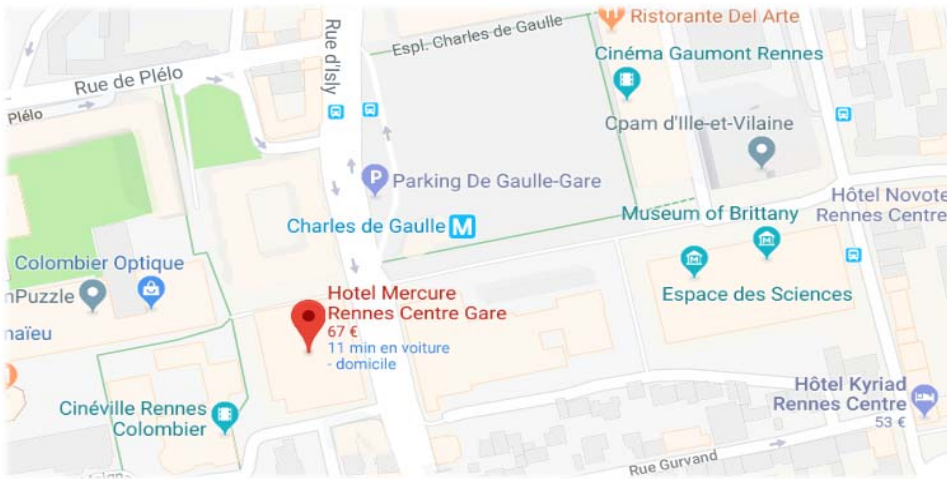 Ristorante Del Arte
Espl. Charles de Gaulle
Cinéma Gaumont Rennes
Rue d'Isly
Rue de Plélo
Plélo
Cpam d'Ille-et-Vilaine
P
Parking De Gaulle-Gare
Hôtel Novote
Rennes Centre
Museum of Brittany
Charles de Gaulle M
Colombier Optique
nPuzzle
Espace des Sciences
Hotel Mercure
Rennes Centre Gare
67 €
11 min en voiture
- domicile
naïeu
Hôtel Kyriad
Rennes Centre
53 €
Cinéville Rennes
Colombier
Rue Gurvand